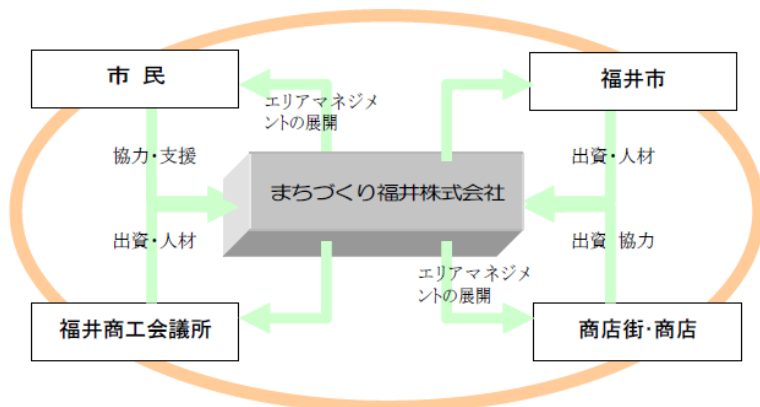 市 民
福井市
エリアマネジメ
ントの展開
協力・支援
出資・人材
まちづくり福井株式会社
出資・人材
出資 協力
エリアマネジメ
ントの展開
福井商工会議所
商店街・商店